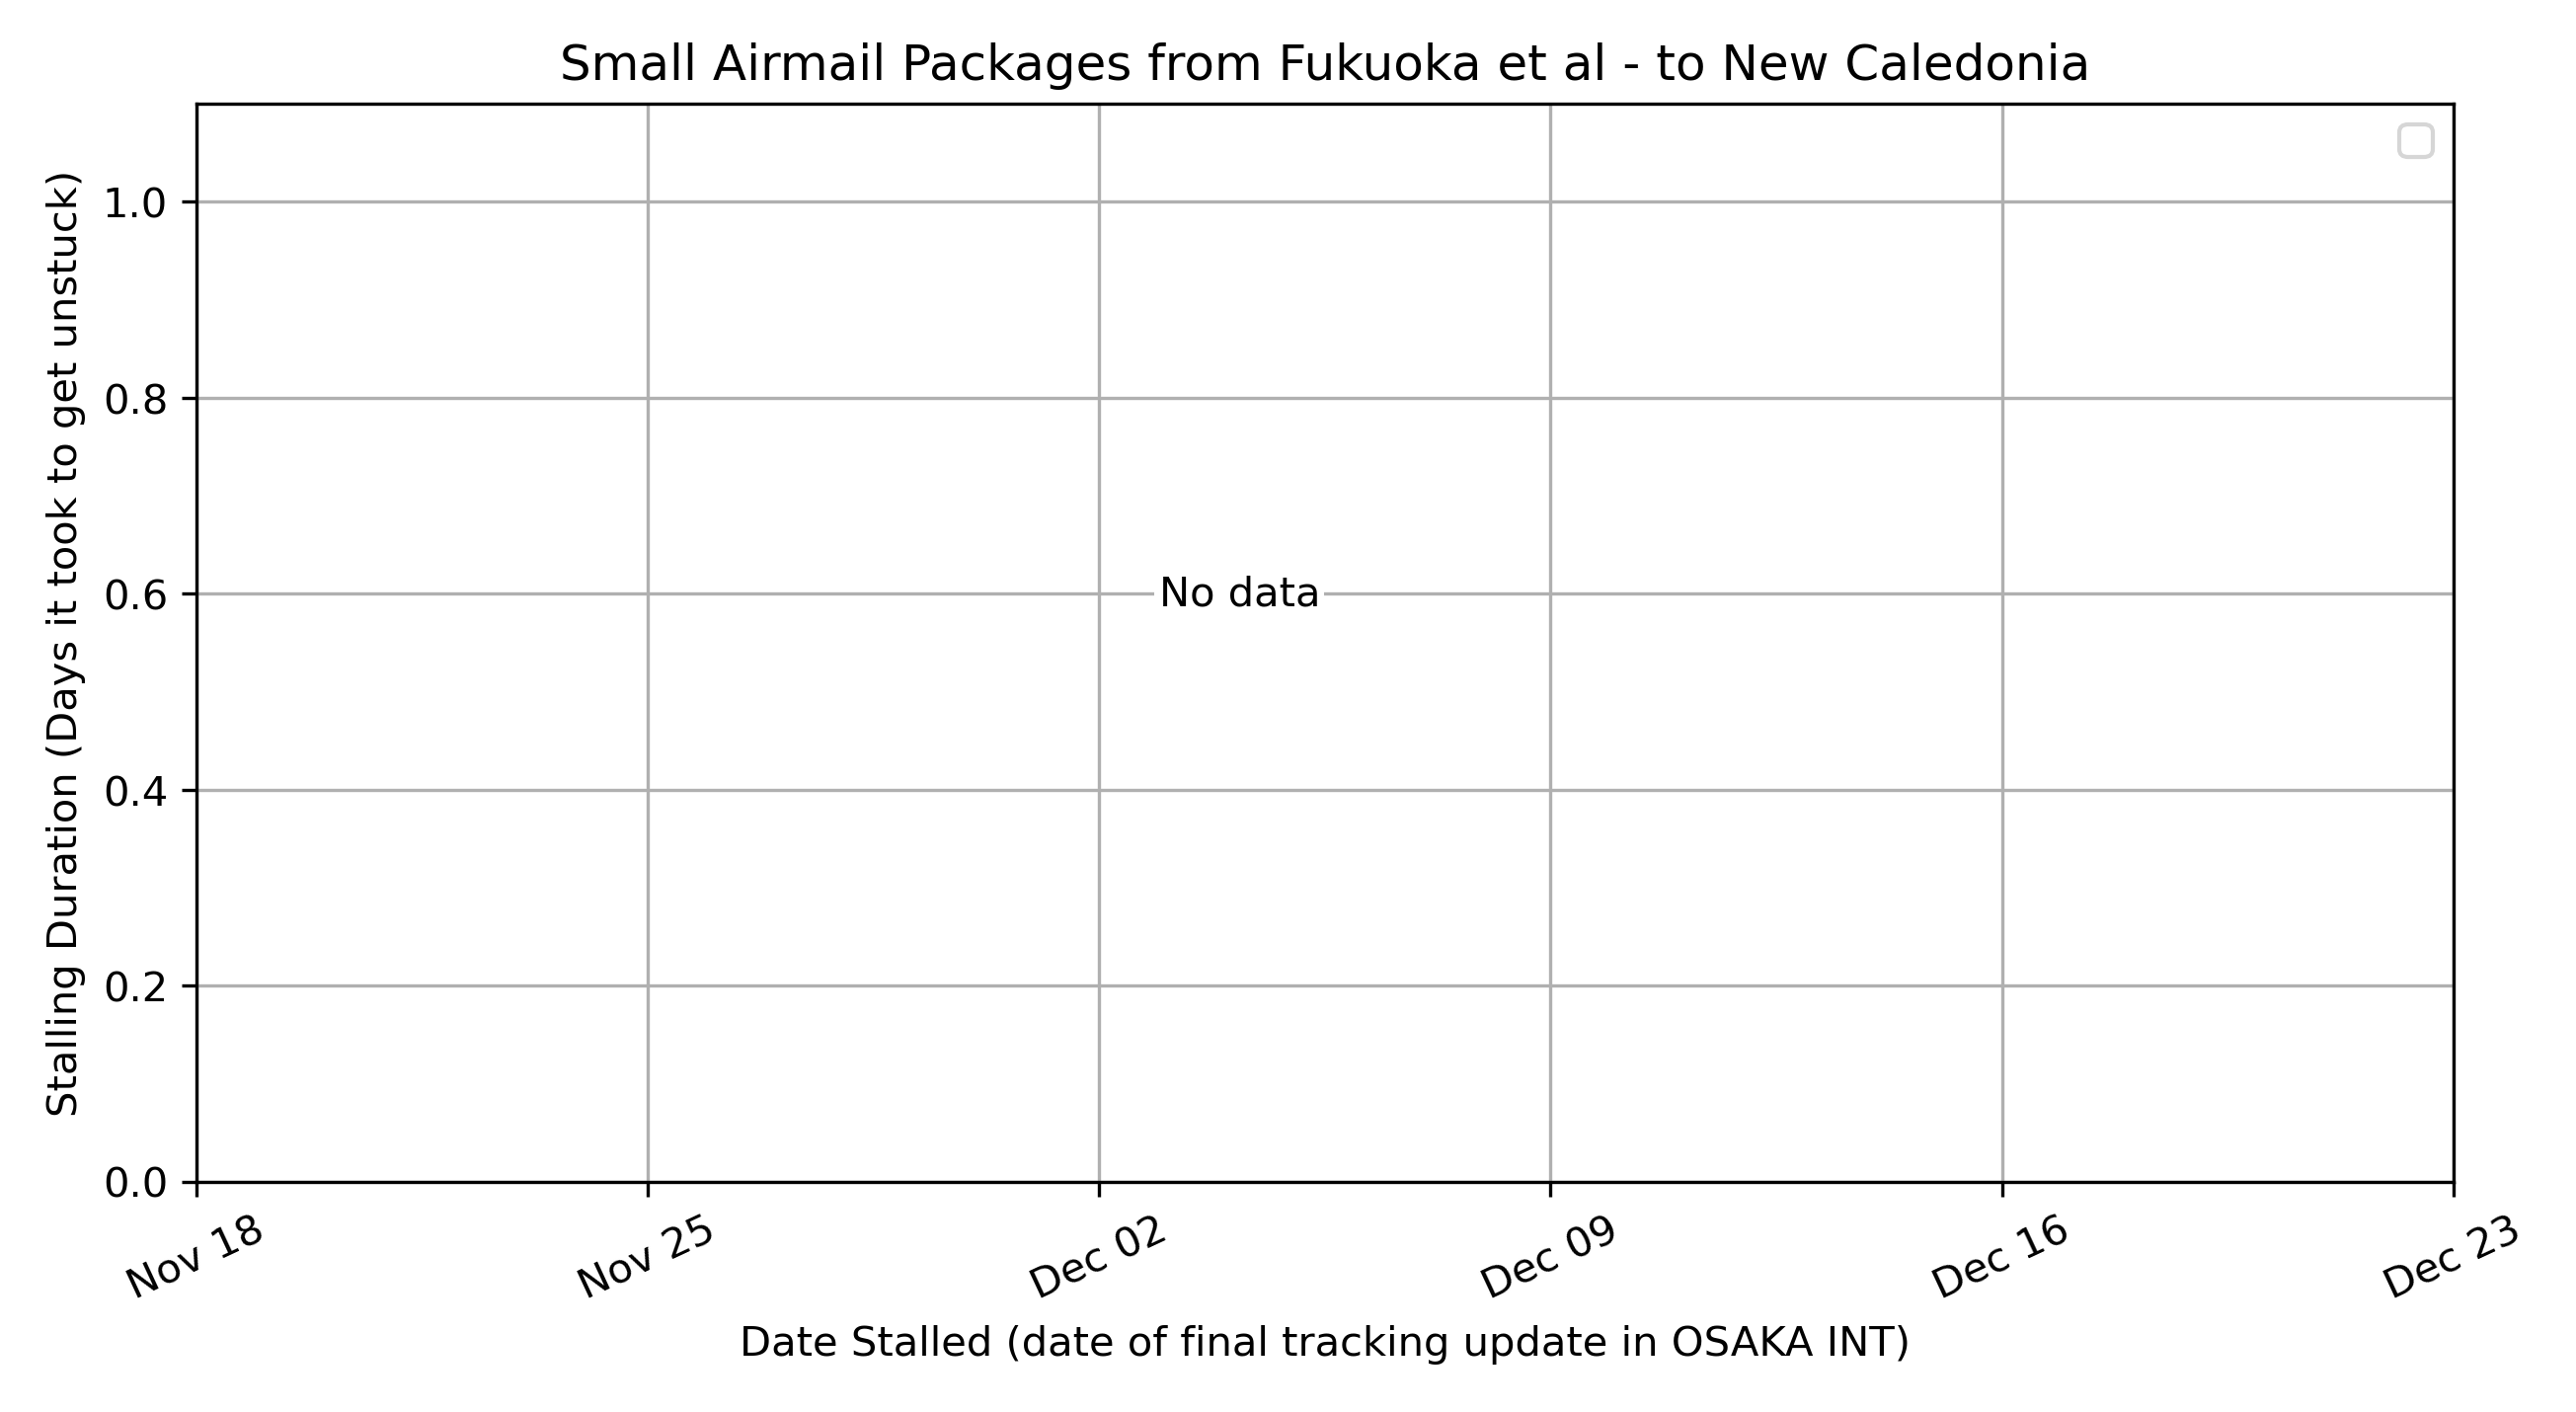 Small Airmail Packages from Fukuoka et al - to New Caledonia
Stalling Duration (Days it took to get unstuck)
1.0
0.8
0.6
0.4
0.2
0.0
No data
Nov 18
Nov 25
Dec 02
Dec 09
Dec 16
Dec 23
Date Stalled (date of final tracking update in OSAKA INT)